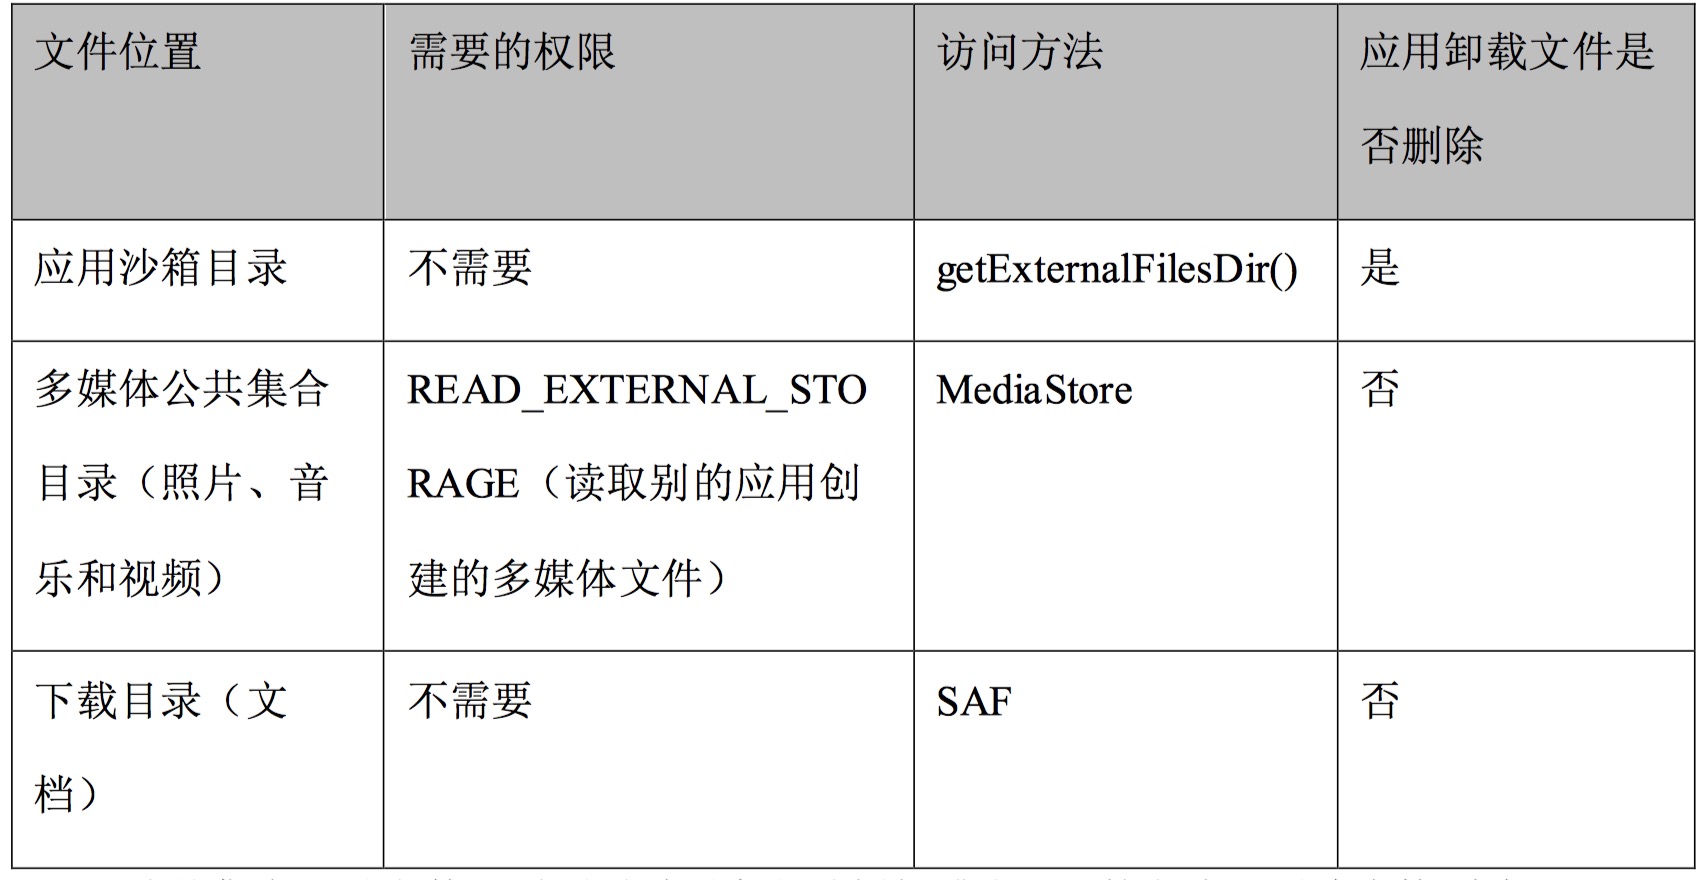 文件位置
需要的权限
访问方法
应用卸载文件是
否删除
应用沙箱目录
不需要
getExternalFilesDir()
是
多媒体公共集合
目录（照片、音
乐和视频）
READ_EXTERNAL_STO
RAGE（读取别的应用创
建的多媒体文件）
MediaStore
否
下载目录（文
档）
不需要
SAF
否